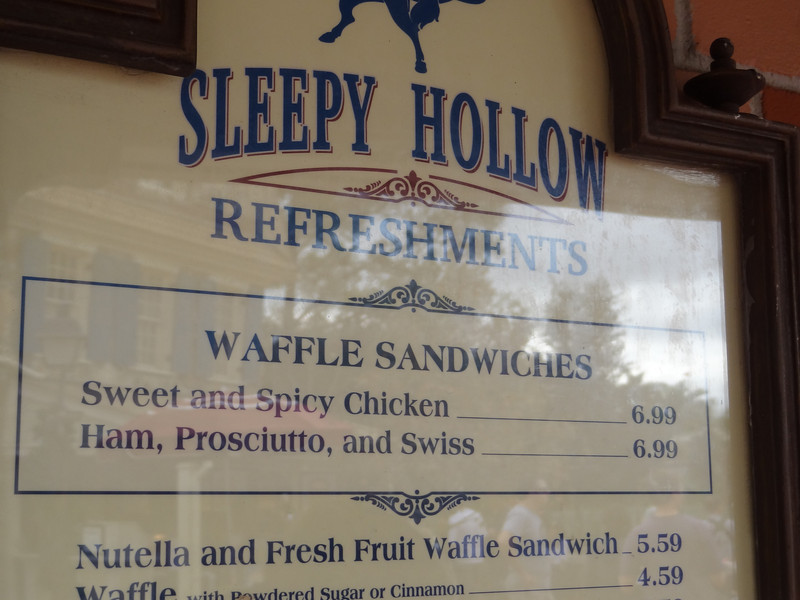 SLEEPY HOLLOW
REFRESHMENTS
WAFFLE SANDWICHES
Sweet and Spicy Chicken 6.99
Ham, Prosciutto, and Swiss 6.99
Nutella and Fresh Fruit Waffle Sandwich 5.59
Waffle with Powdered Sugar or Cinnamon 4.59